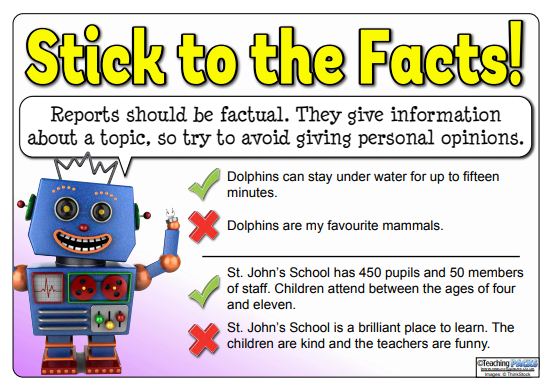 Stick to the Facts!
Reports should be factual. They give information
about a topic, so try to avoid giving personal opinions.
Dolphins can stay under water for up to fifteen
minutes.
Dolphins are my favourite mammals.
St. John's School has 450 pupils and 50 members
of staff. Children attend between the ages of four
and eleven.
St. John's School is a brilliant place to learn. The
children are kind and the teachers are funny.
©Teaching PACKS
Images: © ThinkStock